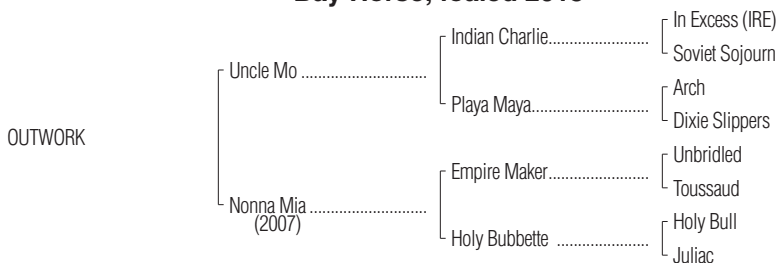 Bay Horse; foaled 2013
In Excess (IRE)
Indian Charlie......................
Soviet Sojourn
Uncle Mo ...........................
Arch
Playa Maya..........................
Dixie Slippers
OUTWORK
Unbridled
Empire Maker......................
Toussaud
Nonna Mia .........................
(2007)
Holy Bull
Holy Bubbette ....................
Juliac